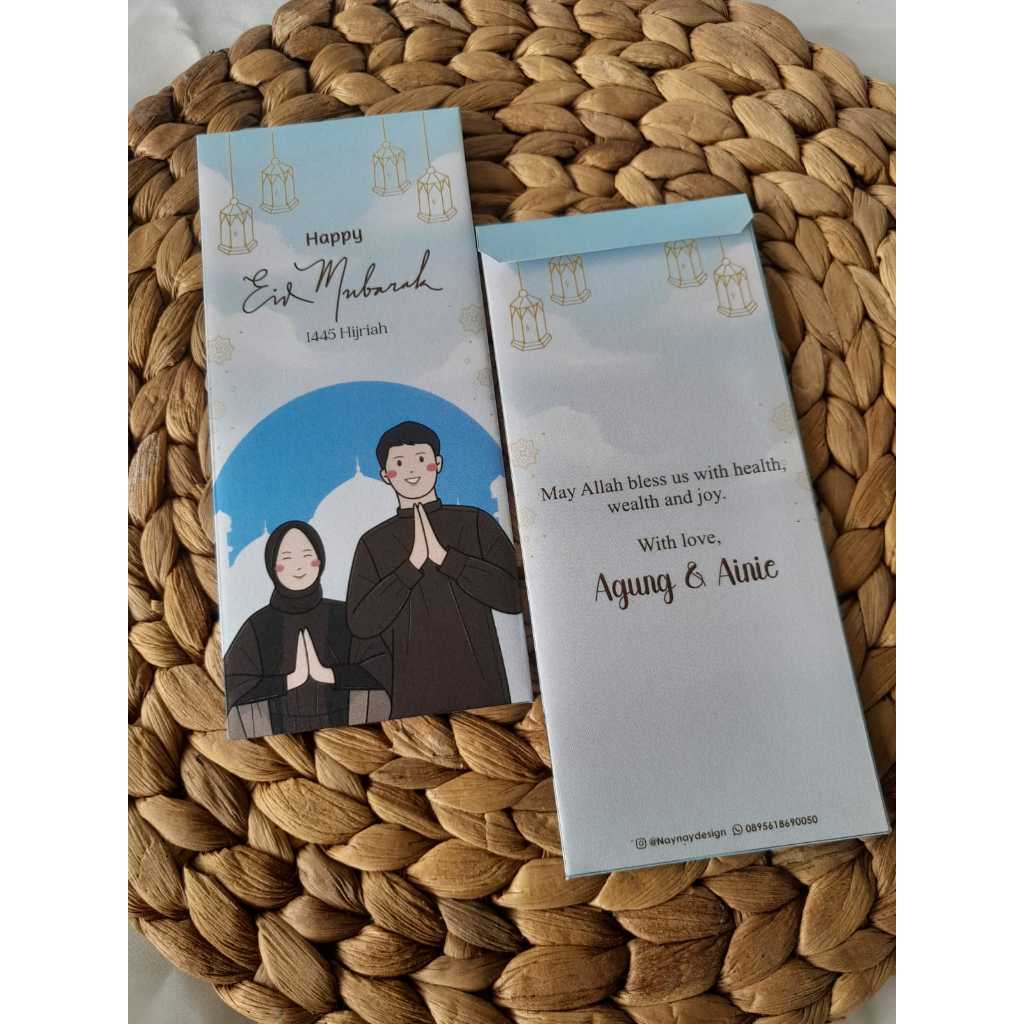 Happy
Eid Mubarak
1445 Hijriah
May Allah bless us with health,
wealth and joy.
With love,
Agung & Ainie
@Naynaydesign 0895618690050